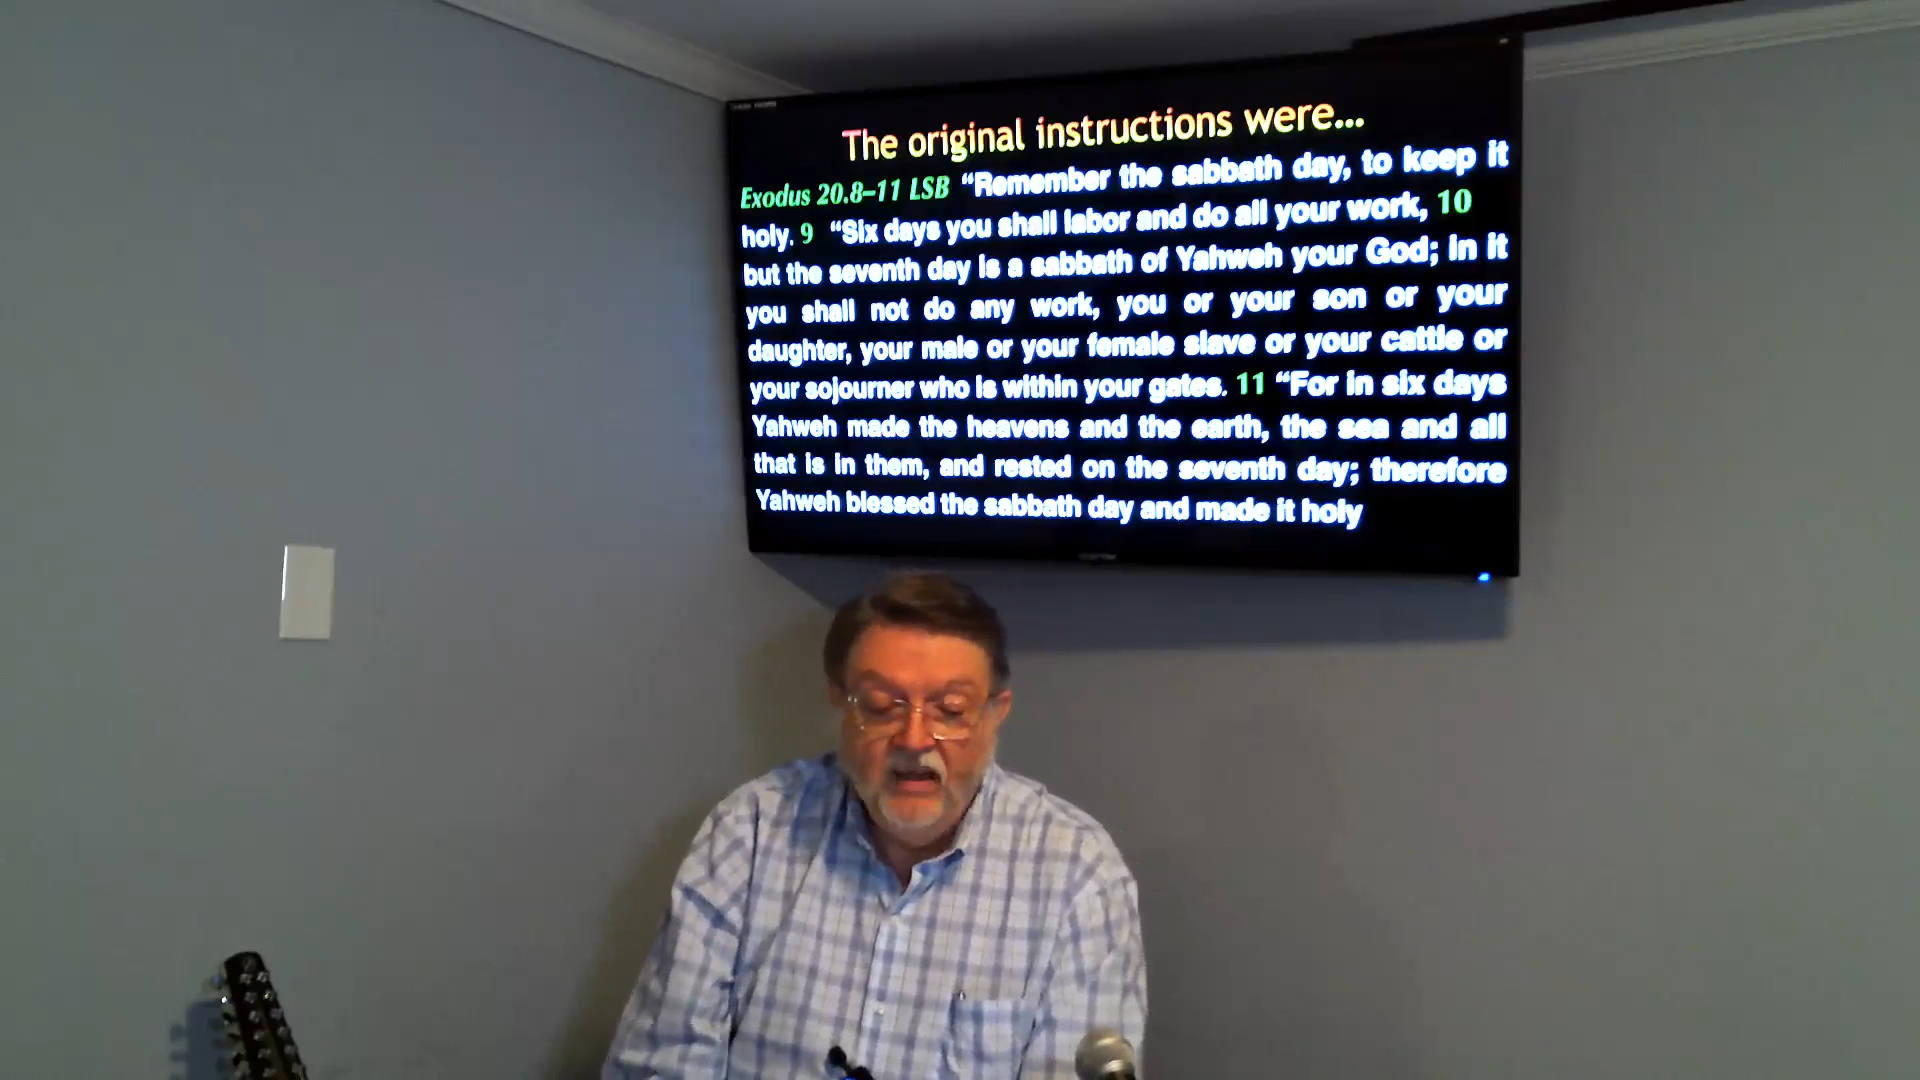 The original instructions were...
Exodus 20.8–11 LSB “Remember the sabbath day, to keep it
holy. 9 “Six days you shall labor and do all your work, 10
but the seventh day is a sabbath of Yahweh your God; in it
you shall not do any work, you or your son or your
daughter, your male or your female slave or your cattle or
your sojourner who is within your gates. 11 “For in six days
Yahweh made the heavens and the earth, the sea and all
that is in them, and rested on the seventh day; therefore
Yahweh blessed the sabbath day and made it holy